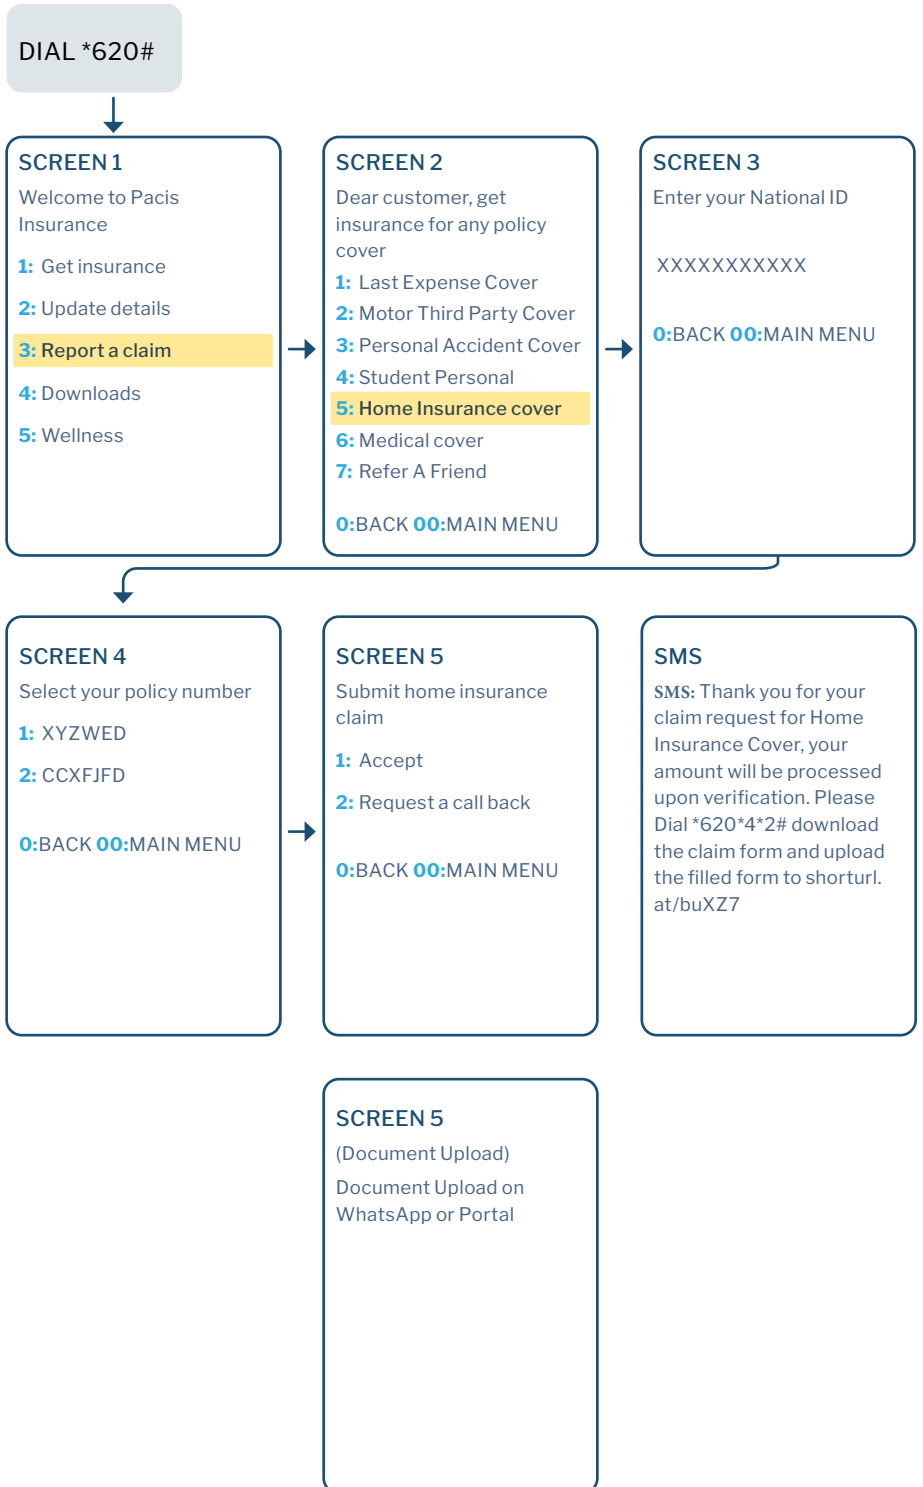 DIAL *620#
SCREEN 1
Welcome to Pacis
Insurance
1: Get insurance
2: Update details
3: Report a claim
4: Downloads
5: Wellness
SCREEN 2
Dear customer, get
insurance for any policy
cover
1: Last Expense Cover
2: Motor Third Party Cover
3: Personal Accident Cover
4: Student Personal
5: Home Insurance cover
6: Medical cover
7: Refer A Friend
0:BACK 00:MAIN MENU
SCREEN 3
Enter your National ID
XXXXXXXXXXX
0:BACK 00:MAIN MENU
SCREEN 4
Select your policy number
1: XYZWED
2: CCXFJFD
0:BACK 00:MAIN MENU
SCREEN 5
Submit home insurance
claim
1: Accept
2: Request a call back
0:BACK 00:MAIN MENU
SMS
SMS: Thank you for your
claim request for Home
Insurance Cover, your
amount will be processed
upon verification. Please
Dial *620*4*2# download
the claim form and upload
the filled form to shorturl.
at/buXZ7
SCREEN 5
(Document Upload)
Document Upload on
WhatsApp or Portal